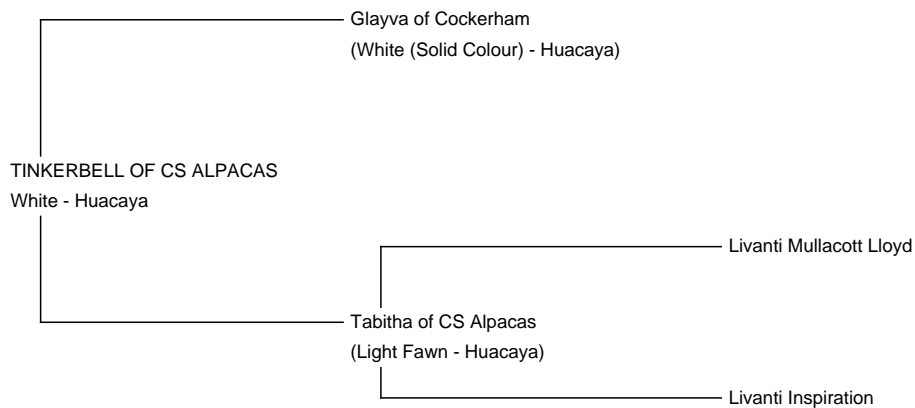 Glayva of Cockerham
(White (Solid Colour) - Huacaya)
TINKERBELL OF CS ALPACAS
White - Huacaya
Livanti Mullacott Lloyd
Tabitha of CS Alpacas
(Light Fawn - Huacaya)
Livanti Inspiration